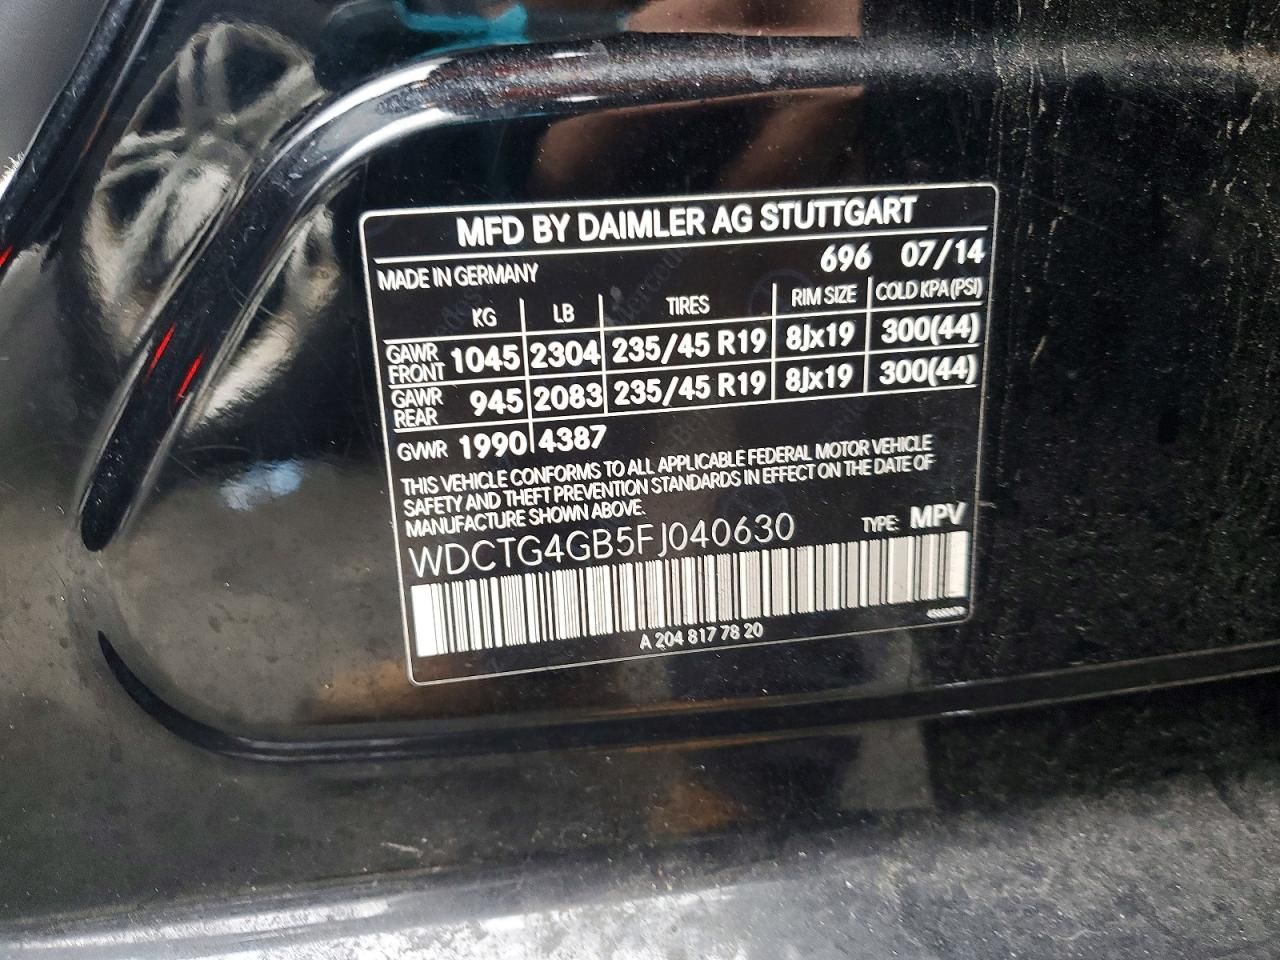 MFD BY DAIMLER AG STUTTGART
696 07/14
MADE IN GERMANY
KG LB TIRES RIM SIZE COLD KPA(PSI)
GAWR FRONT 1045 2304 235/45 R19 8Jx19 300(44)
GAWR REAR 945 2083 235/45 R19 8Jx19 300(44)
GVWR 1990 4387
THIS VEHICLE CONFORMS TO ALL APPLICABLE FEDERAL MOTOR VEHICLE
SAFETY AND THEFT PREVENTION STANDARDS IN EFFECT ON THE DATE OF
MANUFACTURE SHOWN ABOVE.
WDCTG4GB5FJ040630 TYPE: MPV
A 204 817 78 20